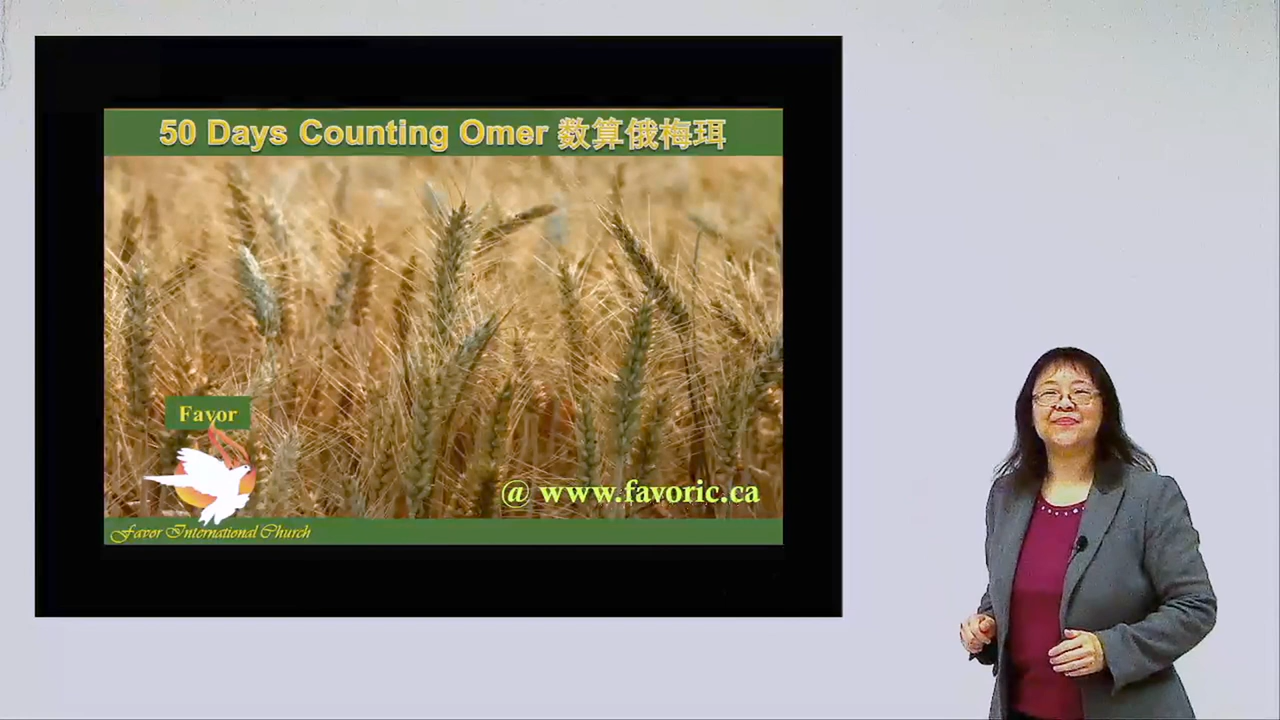 50 Days Counting Omer 数算俄梅珥
Favor
@ www.favoric.ca
Favor International Church